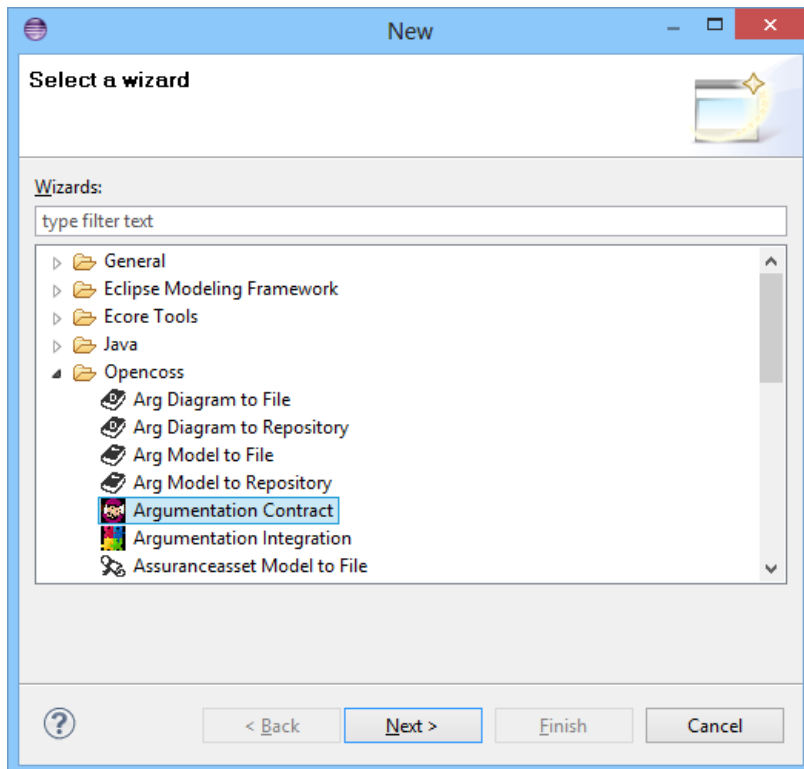 New
Select a wizard
Wizards:
type filter text
General
Eclipse Modeling Framework
Ecore Tools
Java
Opencoss
Arg Diagram to File
Arg Diagram to Repository
Arg Model to File
Arg Model to Repository
Argumentation Contract
Argumentation Integration
Assuranceasset Model to File
? < Back Next > Finish Cancel